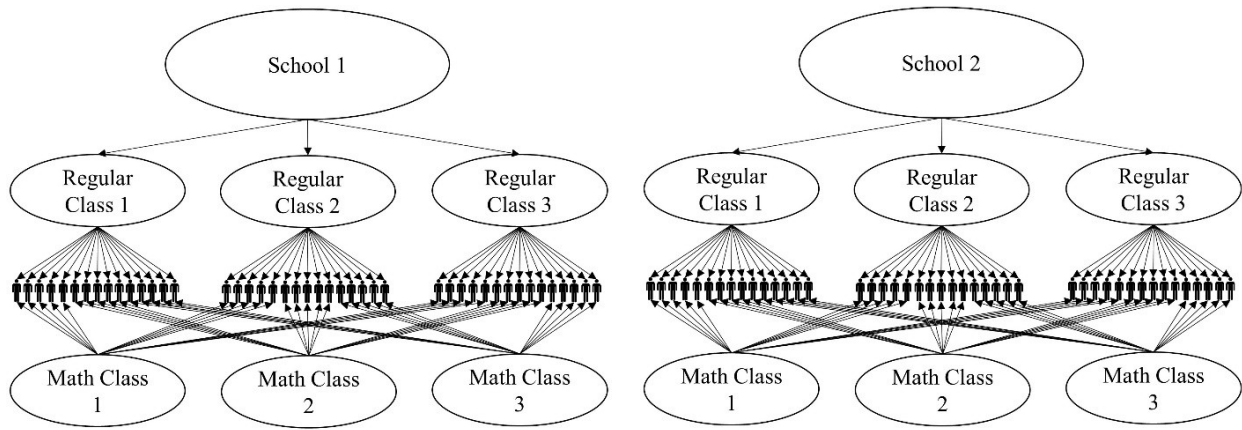 School 1
School 2
Regular
Class 1
Regular
Class 2
Regular
Class 3
Regular
Class 1
Regular
Class 2
Regular
Class 3
Math Class
1
Math Class
2
Math Class
3
Math Class
1
Math Class
2
Math Class
3